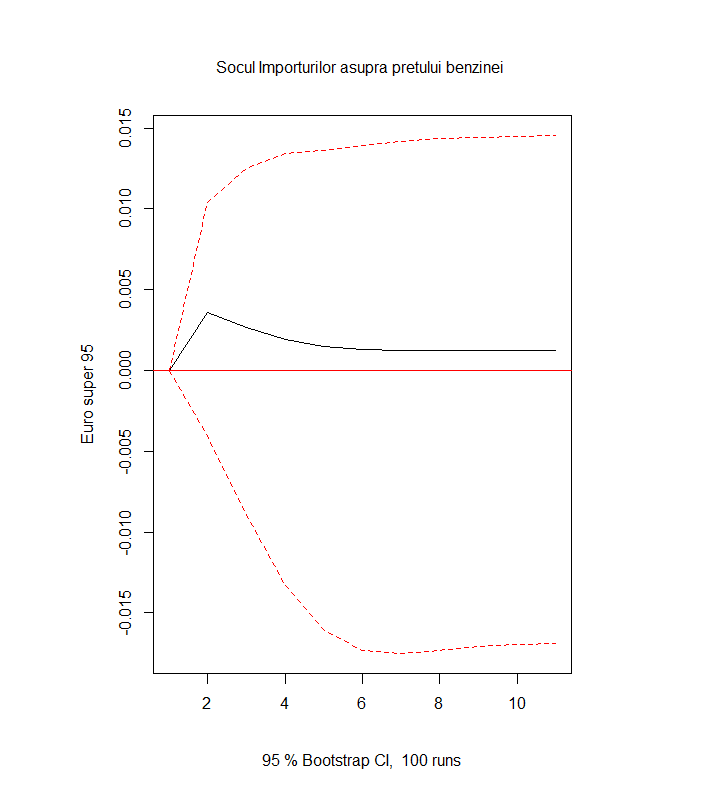 Socul Importurilor asupra pretului benzinei
0.015
0.010
0.005
0.000
-0.005
-0.010
-0.015
Euro super 95
2 4 6 8 10
95 % Bootstrap CI,  100 runs